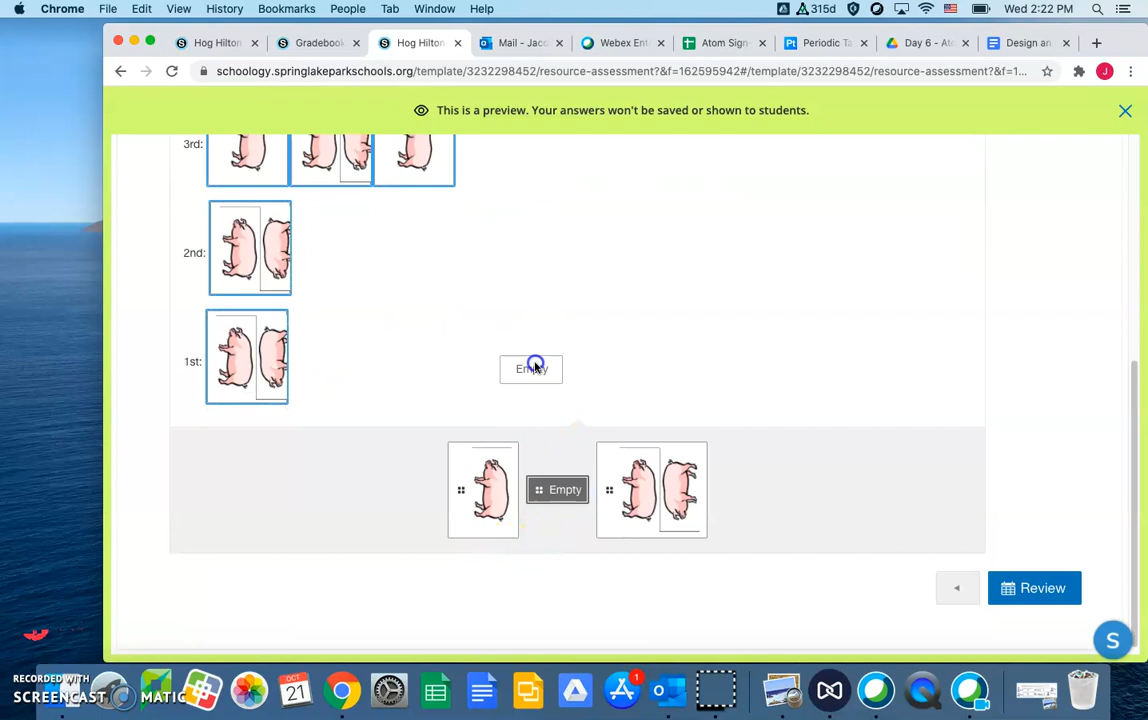 Chrome File Edit View History Bookmarks People Tab Window Help 315d Wed 2:22 PM
Hog Hilton Gradebook Hog Hilton Mail - Jac Webex Ent Atom Sign- Periodic Ta Day 6 - Ato Design an
schoology.springlakeparkschools.org/template/3232298452/resource-assessment?&f=162595942#/template/3232298452/resource-assessment?&f=1... J
This is a preview. Your answers won't be saved or shown to students.
3rd:
2nd:
1st:
Empty
Empty
Review
S
OCT
21
1
RECORDED WITH
SCREENCAST MATIC